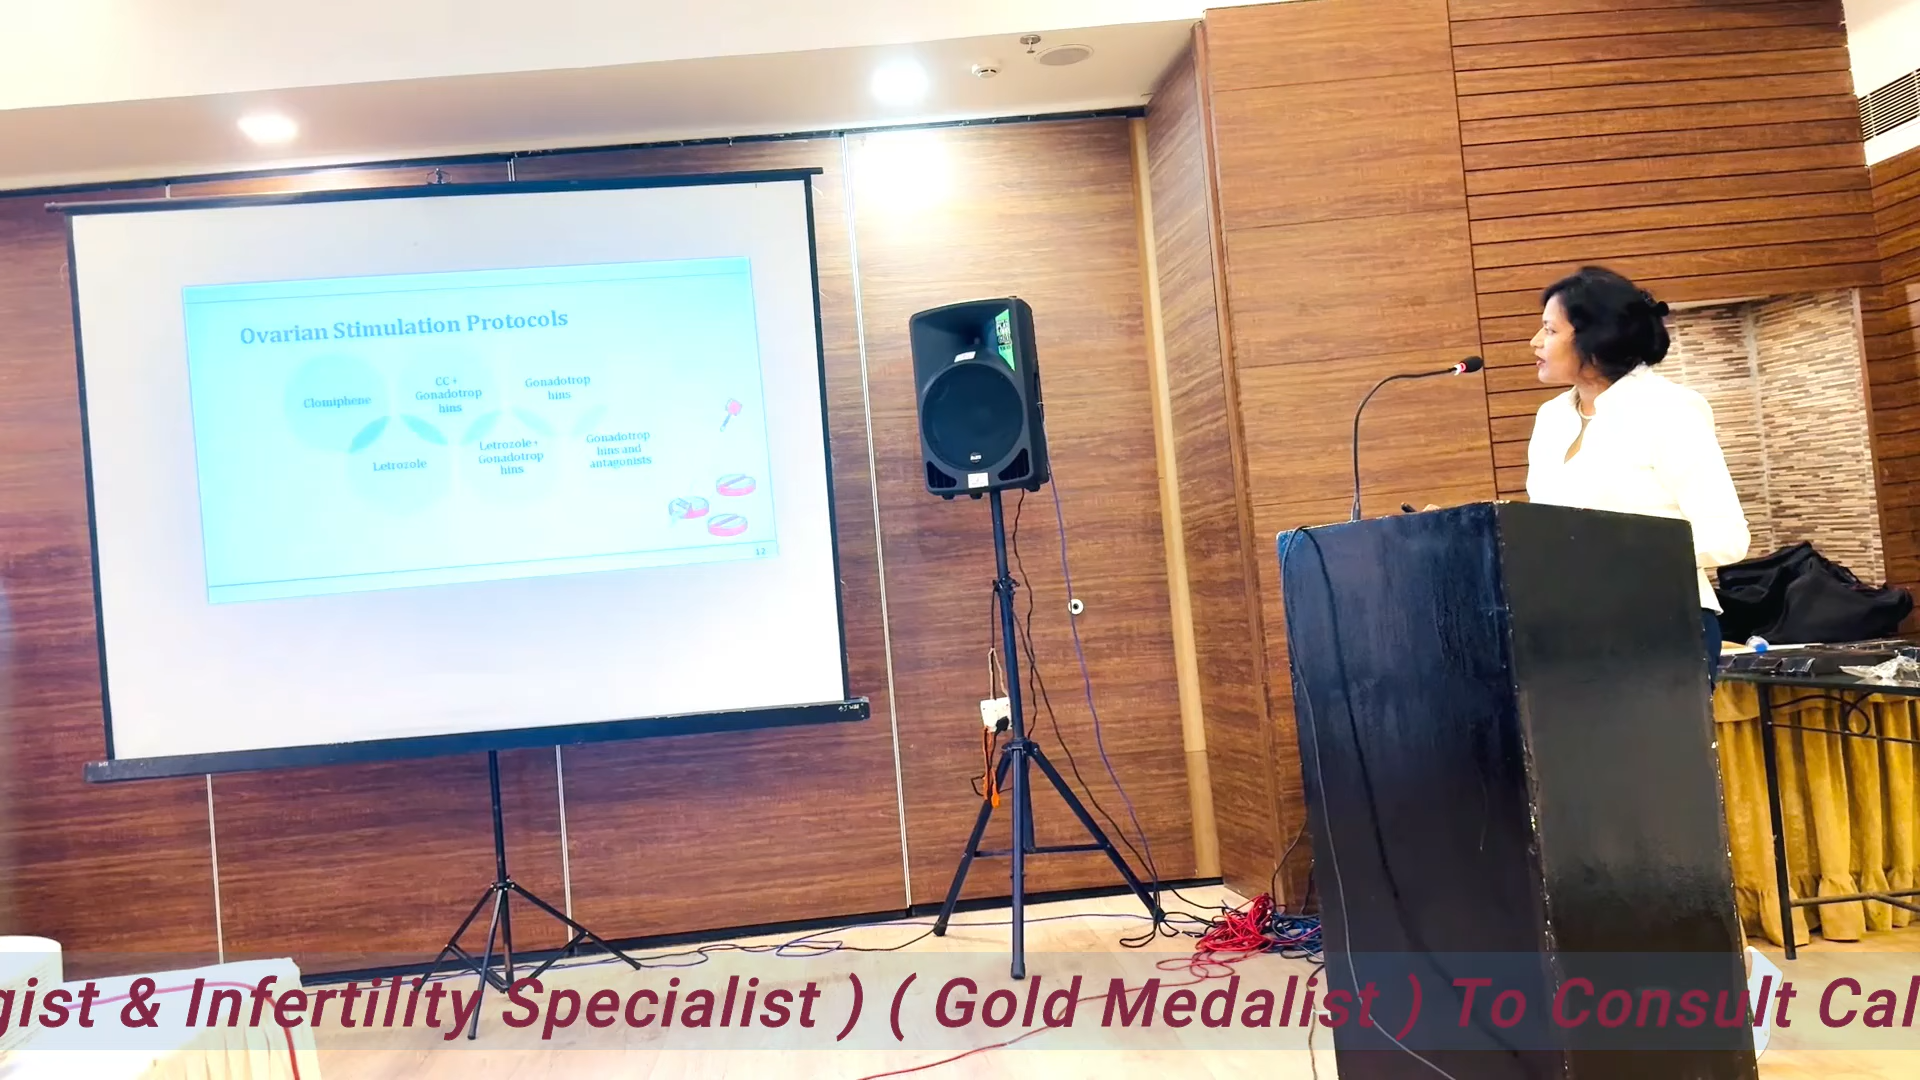 Ovarian Stimulation Protocols
Clomiphene
CC +
Gonadotrop
hins
Gonadotrop
hins
Letrozole
Letrozole +
Gonadotrop
hins
Gonadotrop
hins and
antagonists
12
gist & Infertility Specialist ) ( Gold Medalist ) To Consult Cal